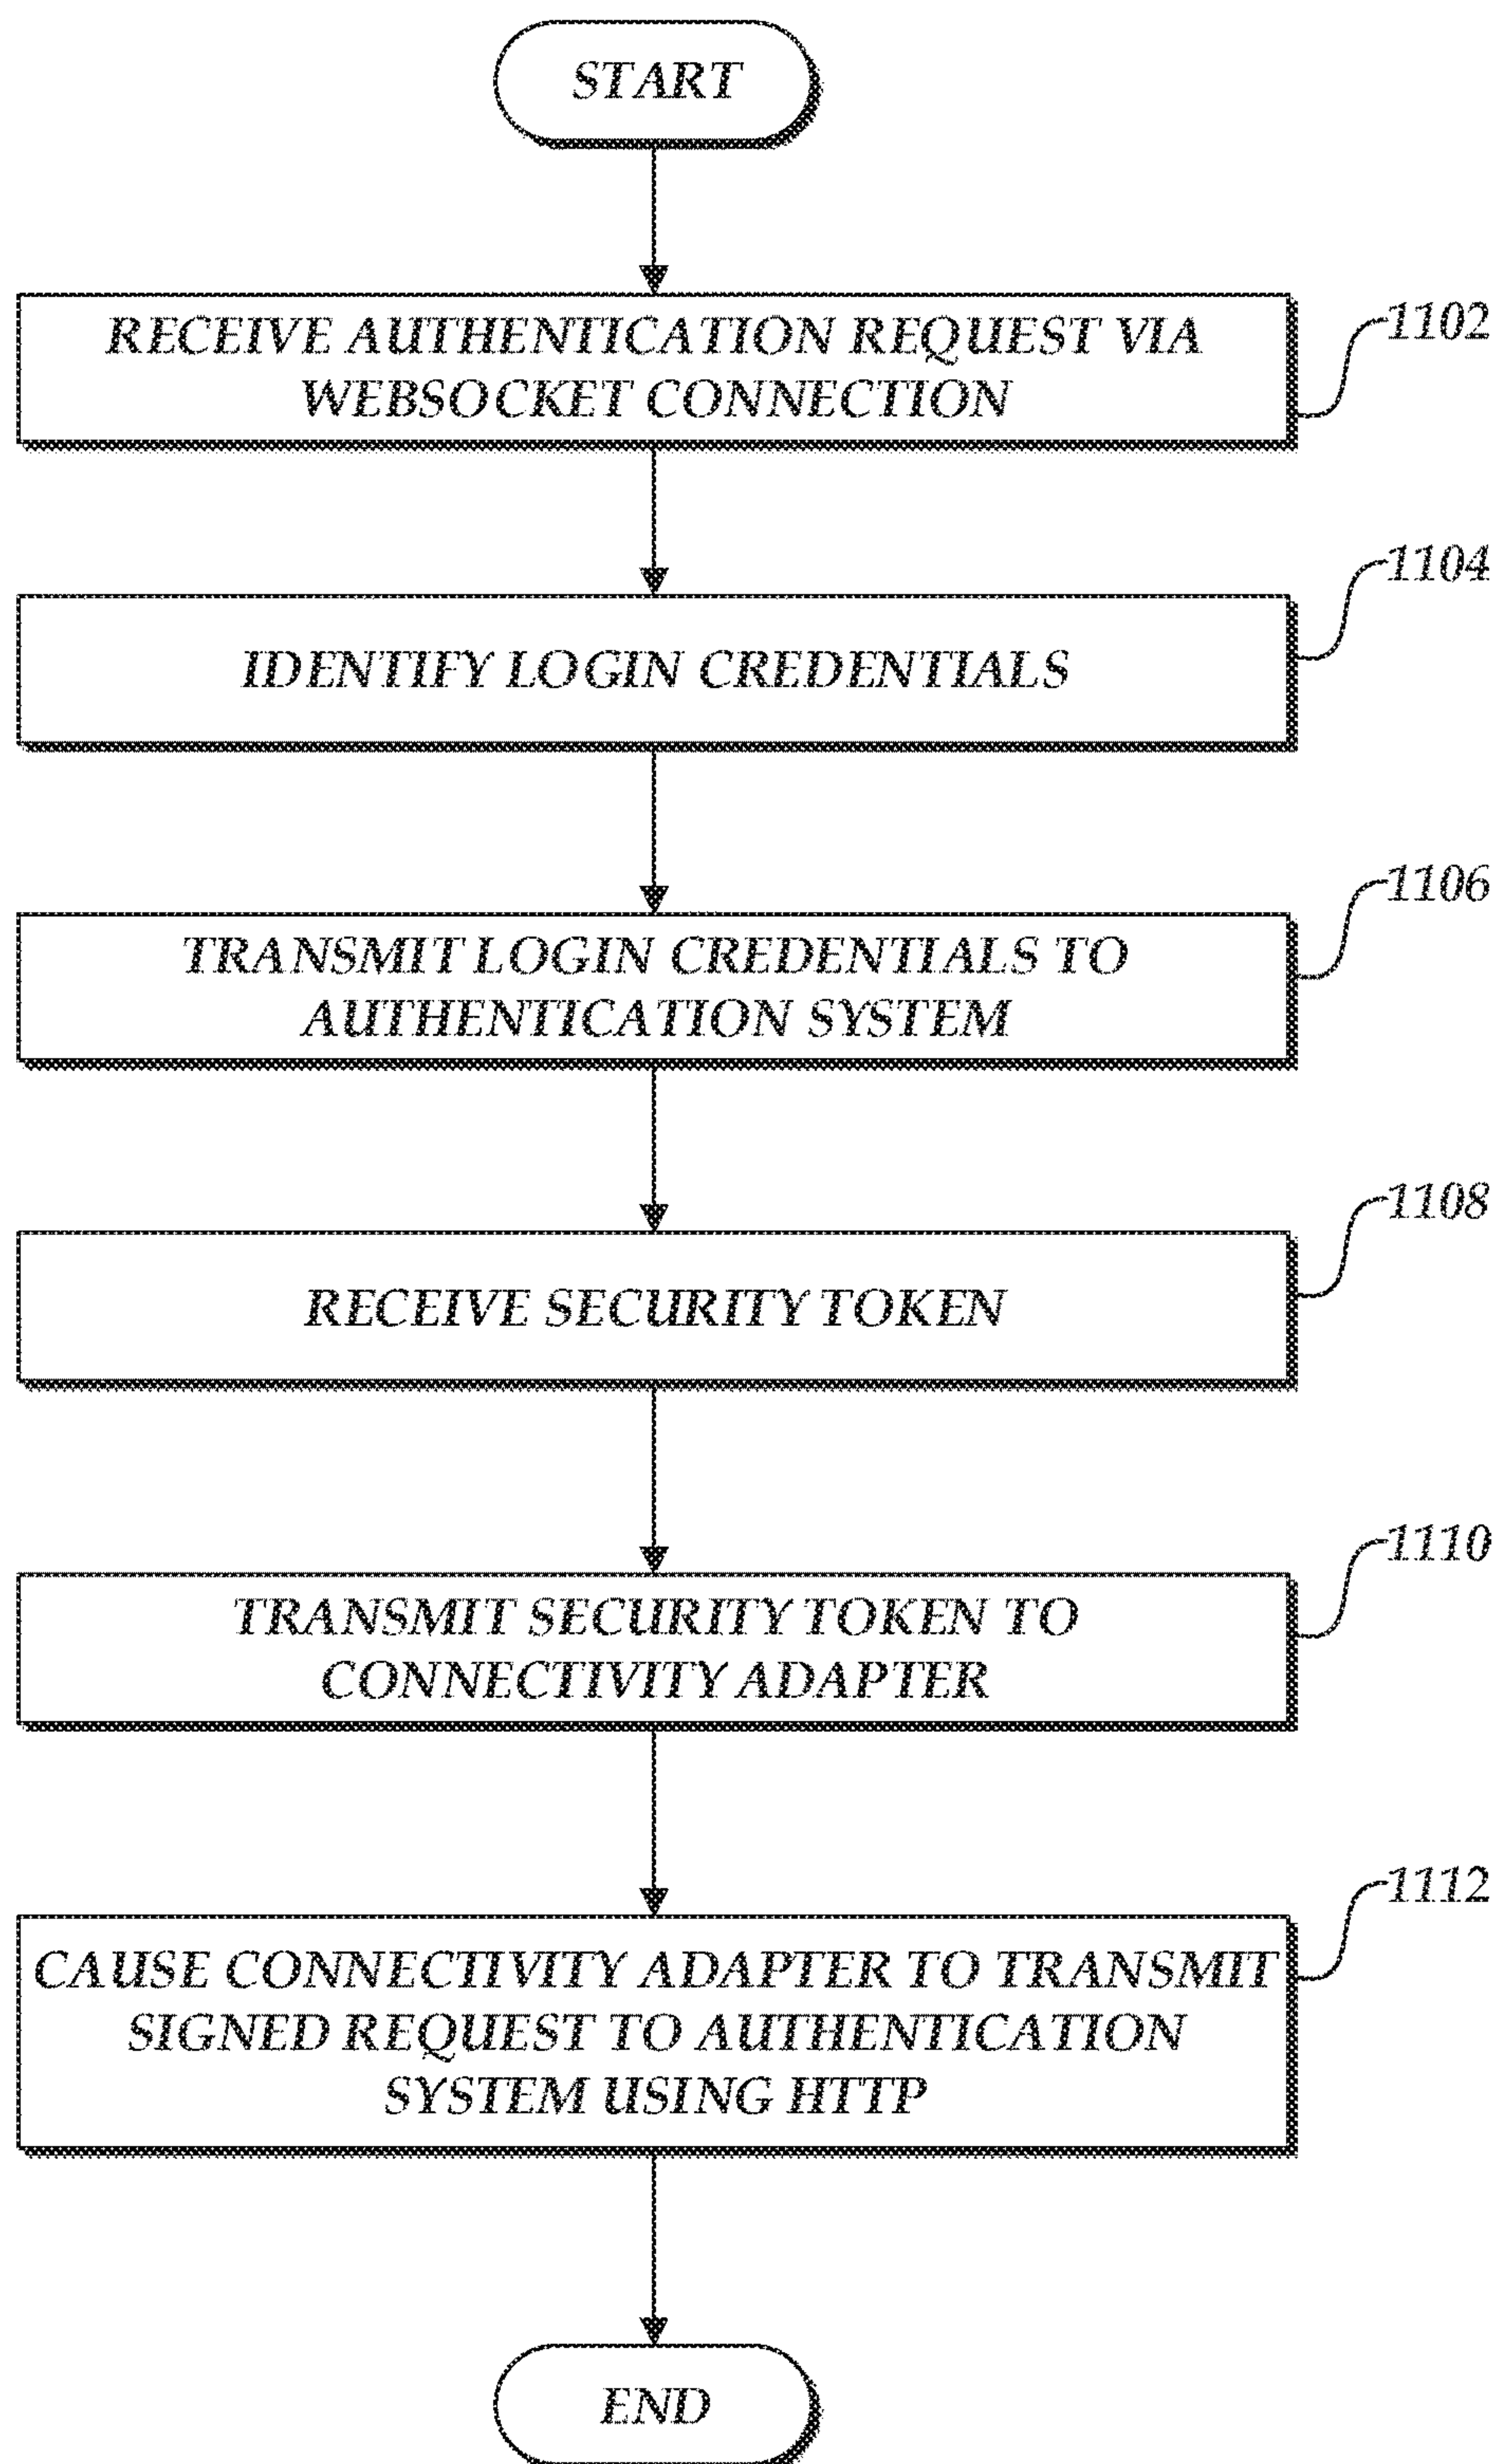 START
RECEIVE AUTHENTICATION REQUEST VIA
WEBSOCKET CONNECTION
1102
IDENTIFY LOGIN CREDENTIALS
1104
TRANSMIT LOGIN CREDENTIALS TO
AUTHENTICATION SYSTEM
1106
RECEIVE SECURITY TOKEN
1108
TRANSMIT SECURITY TOKEN TO
CONNECTIVITY ADAPTER
1110
CAUSE CONNECTIVITY ADAPTER TO TRANSMIT
SIGNED REQUEST TO AUTHENTICATION
SYSTEM USING HTTP
1112
END